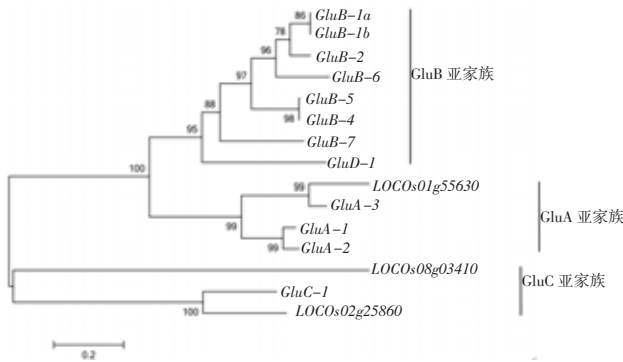 86
GluB-1a
GluB-1b
78
GluB-2
96
GluB-6
97
GluB-5
GluB-4
98
88
GluB-7
95
GluD-1
GluB 亚家族
100
99
LOCOs01g55630
GluA-3
99
GluA-1
99
GluA-2
GluA 亚家族
LOCOs08g03410
GluC-1
100
LOCOs02g25860
GluC 亚家族
0.2